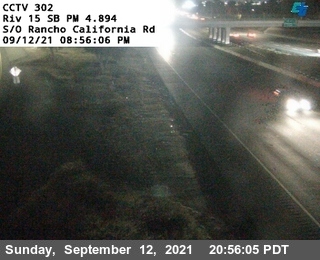 CCTV 302
Riv 15 SB PM 4.894
S/O Rancho California Rd
09/12/21 08:56:06 PM
Sunday, September 12, 2021 20:56:05 PDT